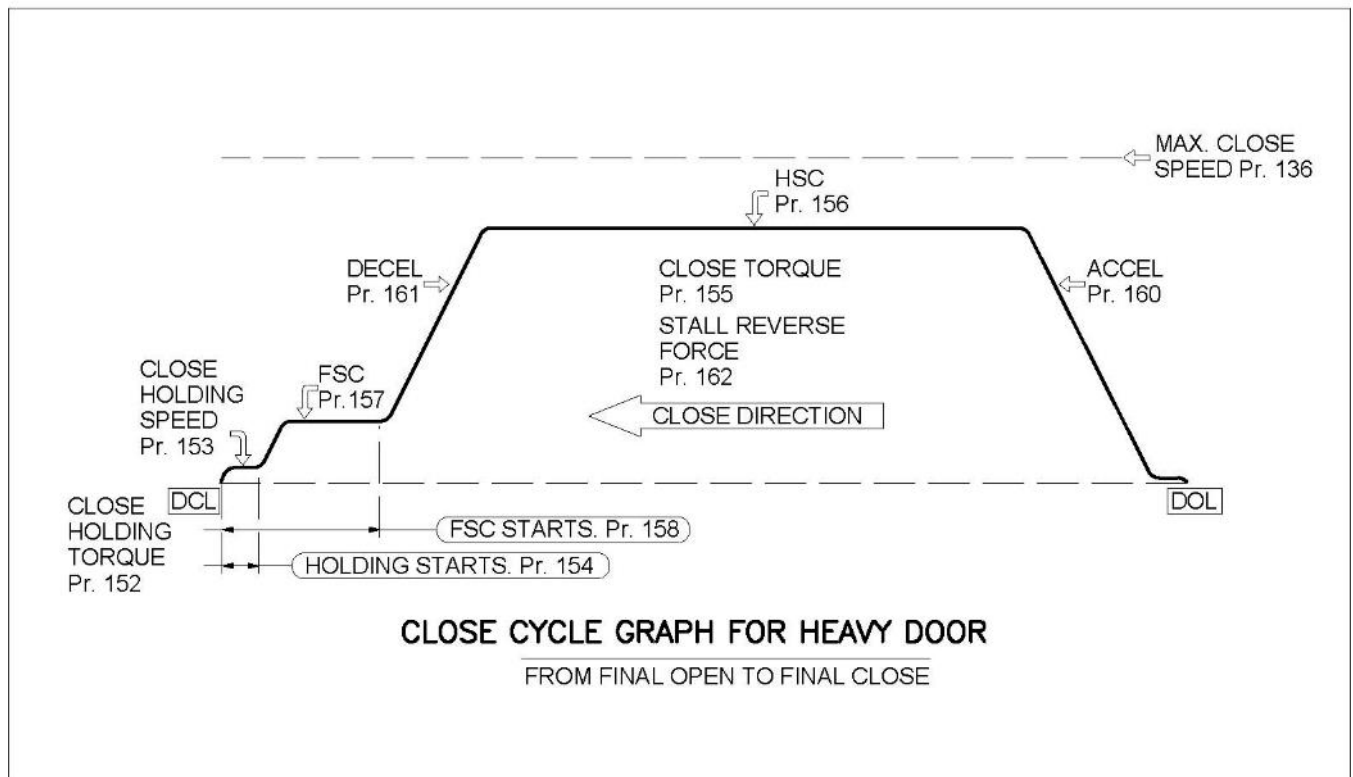 MAX. CLOSE
SPEED Pr. 136
HSC
Pr. 156
DECEL
Pr. 161
CLOSE TORQUE
Pr. 155
ACCEL
Pr. 160
STALL REVERSE
FORCE
Pr. 162
CLOSE
HOLDING
SPEED
Pr. 153
FSC
Pr.157
CLOSE DIRECTION
DCL
DOL
CLOSE
HOLDING
TORQUE
Pr. 152
FSC STARTS. Pr. 158
HOLDING STARTS. Pr. 154
CLOSE CYCLE GRAPH FOR HEAVY DOOR
FROM FINAL OPEN TO FINAL CLOSE